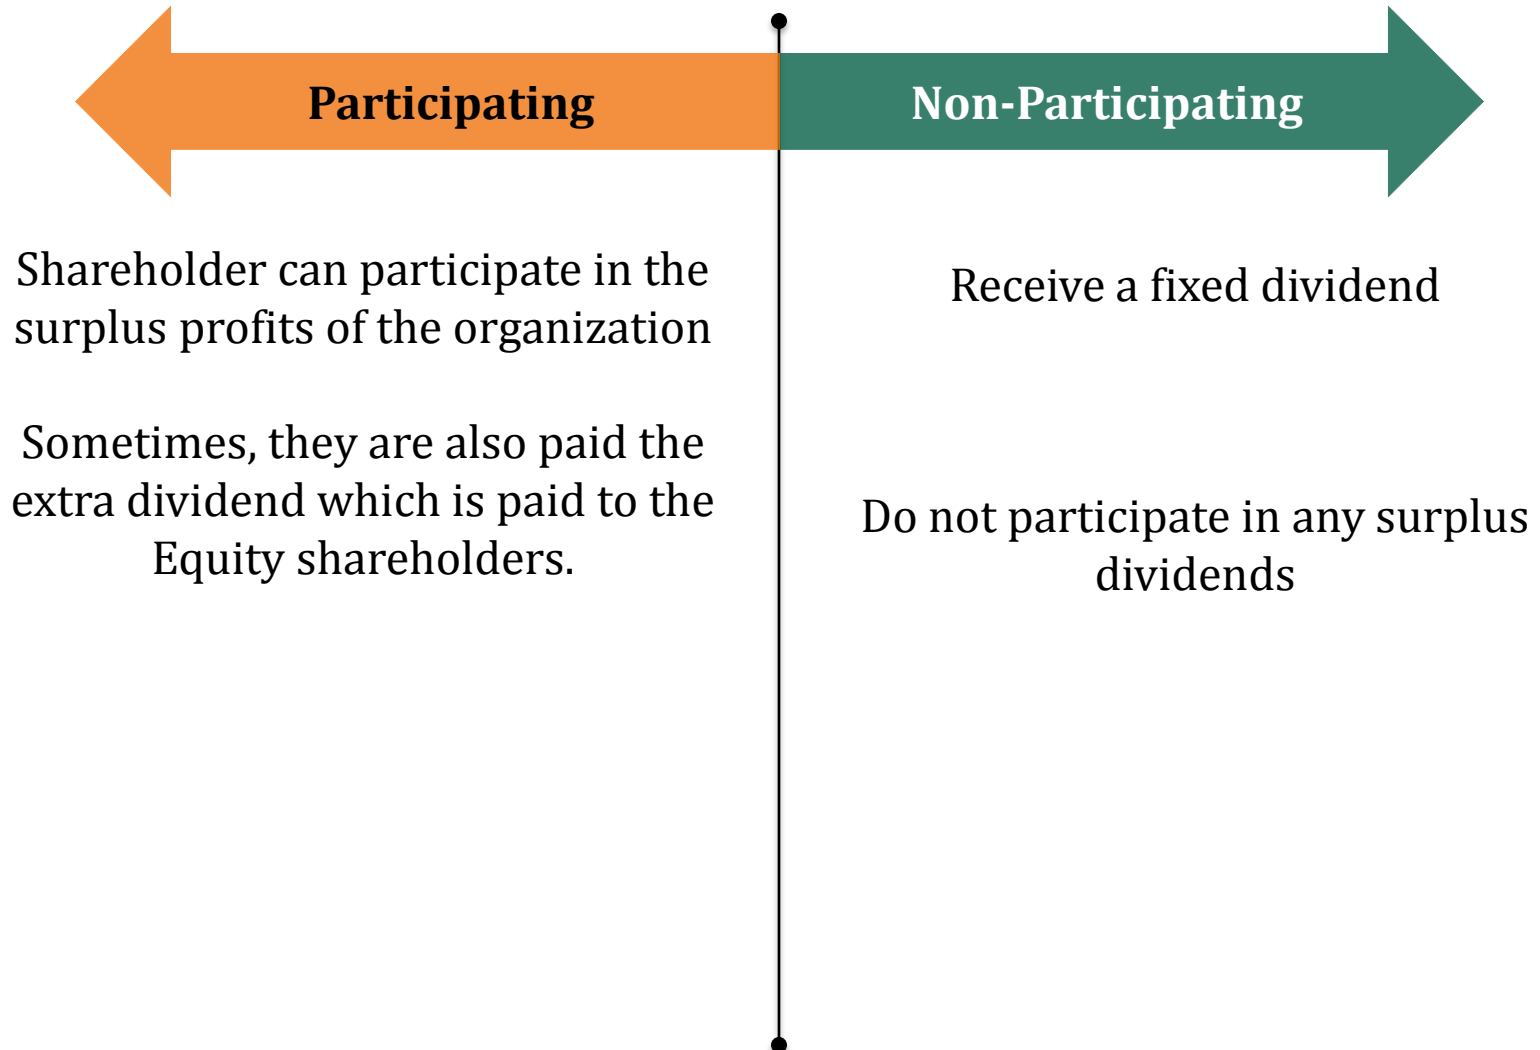 Participating
Non-Participating
Shareholder can participate in the
surplus profits of the organization
Sometimes, they are also paid the
extra dividend which is paid to the
Equity shareholders.
Receive a fixed dividend
Do not participate in any surplus
dividends